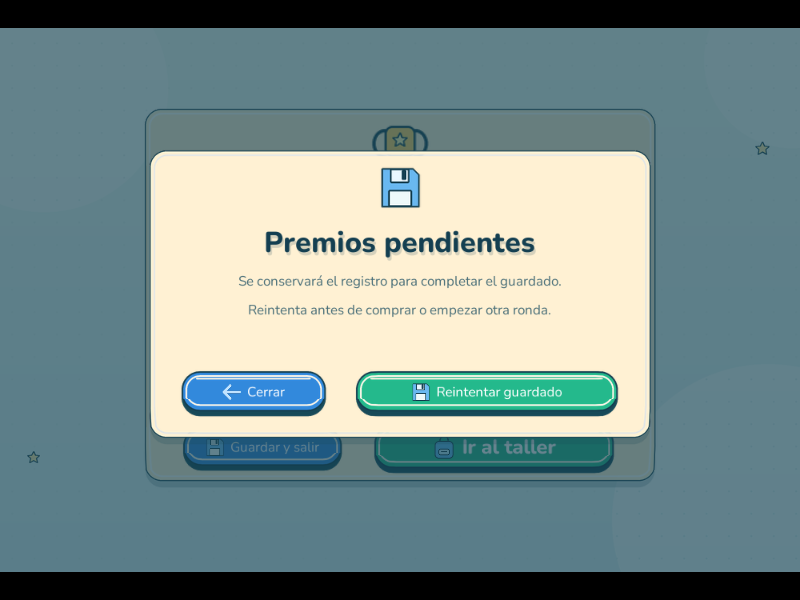 Premios pendientes
Se conservará el registro para completar el guardado.
Reintenta antes de comprar o empezar otra ronda.
Cerrar
Reintentar guardado
Guardar y salir
Ir al taller